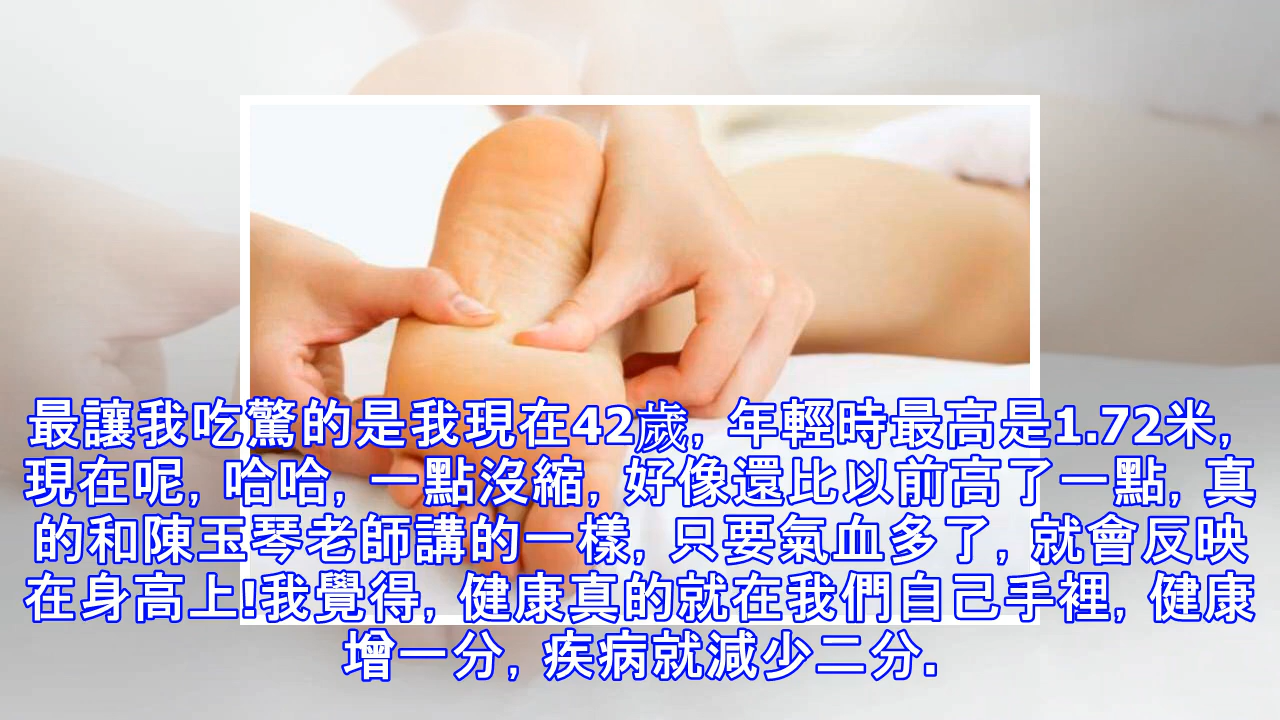 最讓我吃驚的是我現在42歲, 年輕時最高是1.72米,
現在呢, 哈哈, 一點沒縮, 好像還比以前高了一點, 真
的和陳玉琴老師講的一樣, 只要氣血多了, 就會反映
在身高上!我覺得, 健康真的就在我們自己手裡, 健康
增一分, 疾病就減少二分.